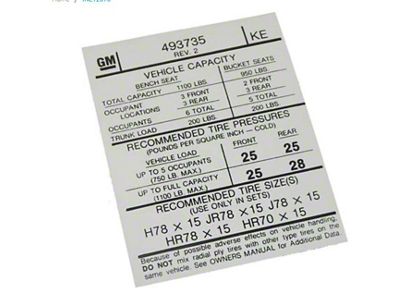 GM
493735
REV. 2
KE
VEHICLE CAPACITY
BENCH SEAT BUCKET SEATS
TOTAL CAPACITY 1100 LBS 950 LBS
OCCUPANT LOCATIONS 3 FRONT 3 REAR 2 FRONT 3 REAR
OCCUPANTS 6 TOTAL 5 TOTAL
TRUNK LOAD 200 LBS 200 LBS
RECOMMENDED TIRE PRESSURES
(POUNDS PER SQUARE INCH - COLD)
VEHICLE LOAD FRONT REAR
UP TO 5 OCCUPANTS 25 25
(750 LB. MAX.)
UP TO FULL CAPACITY 25 28
(1100 LB. MAX.)
RECOMMENDED TIRE SIZE(S)
(USE ONLY IN SETS)
H78 x 15 JR78 x 15 J78 x 15
HR78 x 15 HR70 x 15
Because of possible adverse effects on vehicle handling,
DO NOT mix radial ply tires with other type tires on the
same vehicle. See OWNERS MANUAL for Additional Data.